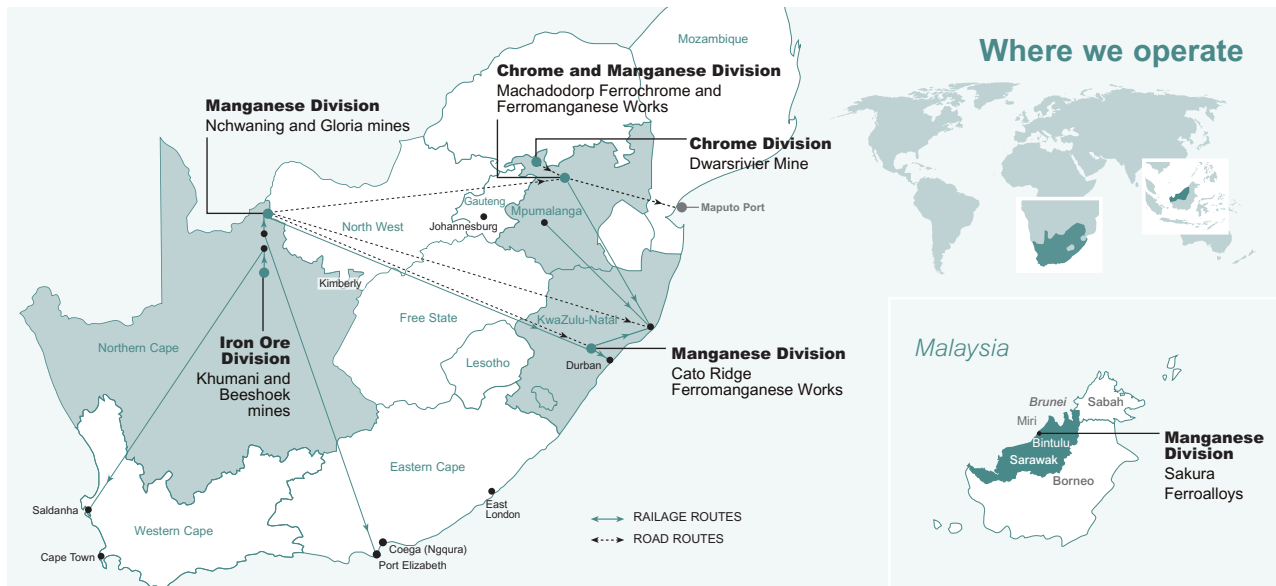 Where we operate
Mozambique
Chrome and Manganese Division
Machadodorp Ferrochrome and
Ferromanganese Works
Manganese Division
Nchwaning and Gloria mines
Chrome Division
Dwarsrivier Mine
Gauteng
Mpumalanga
Maputo Port
North West
Johannesburg
Kimberly
Free State
KwaZulu-Natal
Northern Cape
Iron Ore
Division
Khumani and
Beeshoek
mines
Lesotho
Durban
Manganese Division
Cato Ridge
Ferromanganese Works
Eastern Cape
East
London
Saldanha
Western Cape
Cape Town
Coega (Ngqura)
Port Elizabeth
RAILAGE ROUTES
ROAD ROUTES
Malaysia
Brunei
Sabah
Miri
Bintulu
Sarawak
Borneo
Manganese
Division
Sakura
Ferroalloys